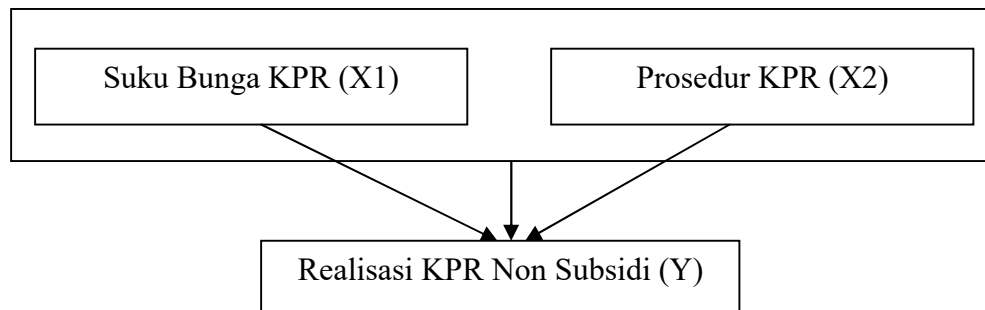 Suku Bunga KPR (X1)
Prosedur KPR (X2)
Realisasi KPR Non Subsidi (Y)